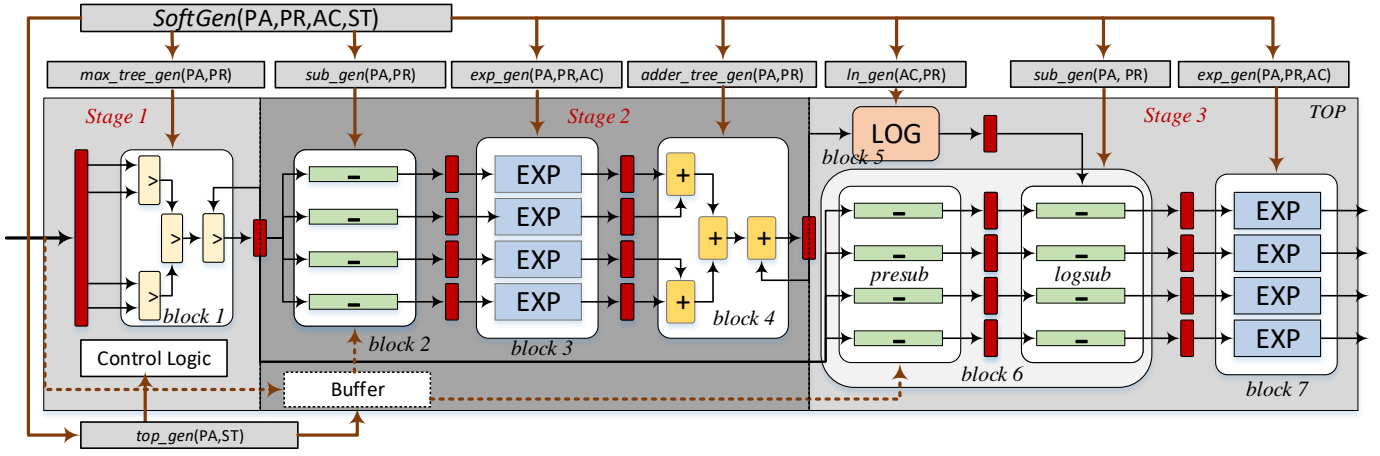 SoftGen(PA,PR,AC,ST)
max_tree_gen(PA,PR)
sub_gen(PA,PR)
exp_gen(PA,PR,AC)
adder_tree_gen(PA,PR)
ln_gen(AC,PR)
sub_gen(PA, PR)
exp_gen(PA,PR,AC)
Stage 1
Stage 2
Stage 3
TOP
>
>
>
>
block 1
-
-
-
-
block 2
EXP
EXP
EXP
EXP
block 3
+
+
+
+
block 4
LOG
block 5
-
-
-
-
presub
-
-
-
-
logsub
block 6
EXP
EXP
EXP
EXP
block 7
Control Logic
Buffer
top_gen(PA,ST)